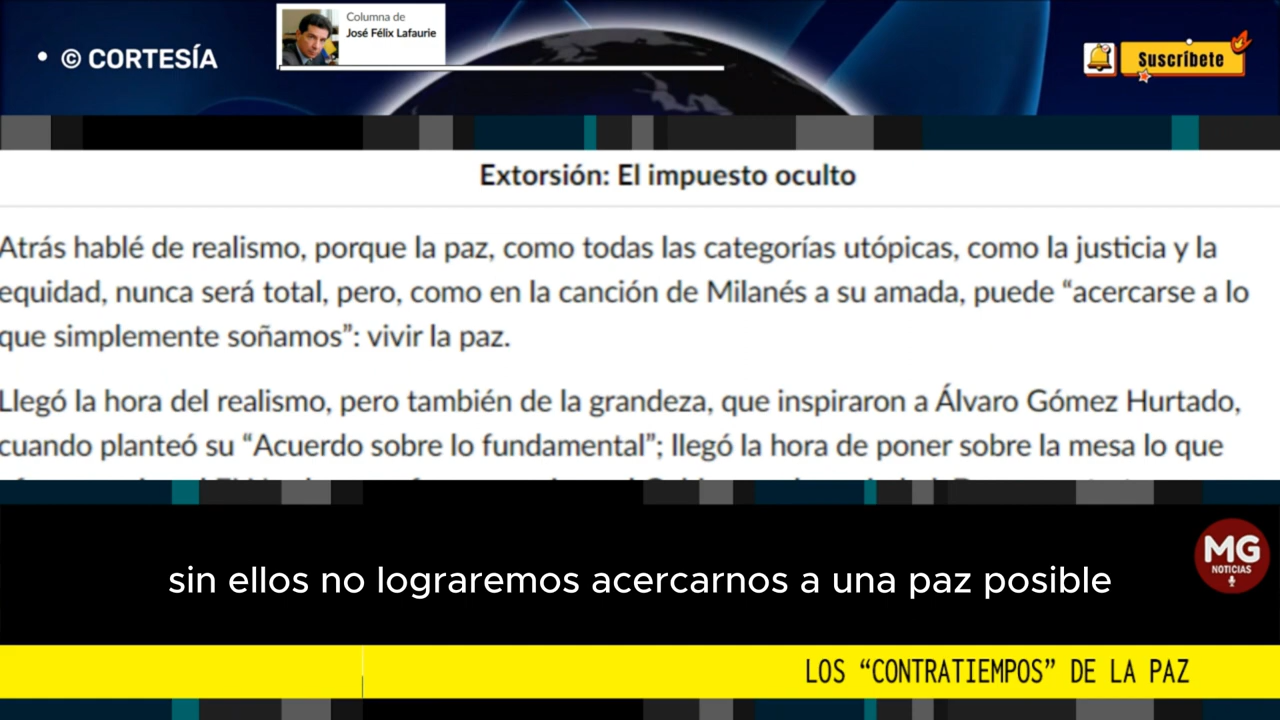 • © CORTESÍA
Columna de
José Félix Lafaurie
Suscríbete
Extorsión: El impuesto oculto
Atrás hablé de realismo, porque la paz, como todas las categorías utópicas, como la justicia y la
equidad, nunca será total, pero, como en la canción de Milanés a su amada, puede “acercarse a lo
que simplemente soñamos”: vivir la paz.
Llegó la hora del realismo, pero también de la grandeza, que inspiraron a Álvaro Gómez Hurtado,
cuando planteó su “Acuerdo sobre lo fundamental”; llegó la hora de poner sobre la mesa lo que
MG
NOTICIAS
sin ellos no lograremos acercarnos a una paz posible
LOS “CONTRATIEMPOS” DE LA PAZ